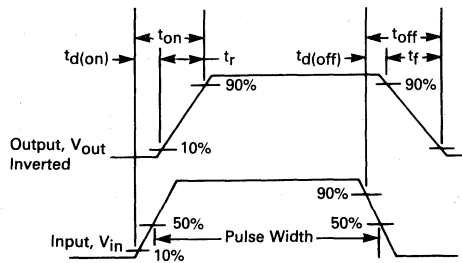 ton toff
td(on) tr td(off) tf
90% 90%
Output, Vout
Inverted
10%
90%
50% 50%
Input, Vin Pulse Width
10%